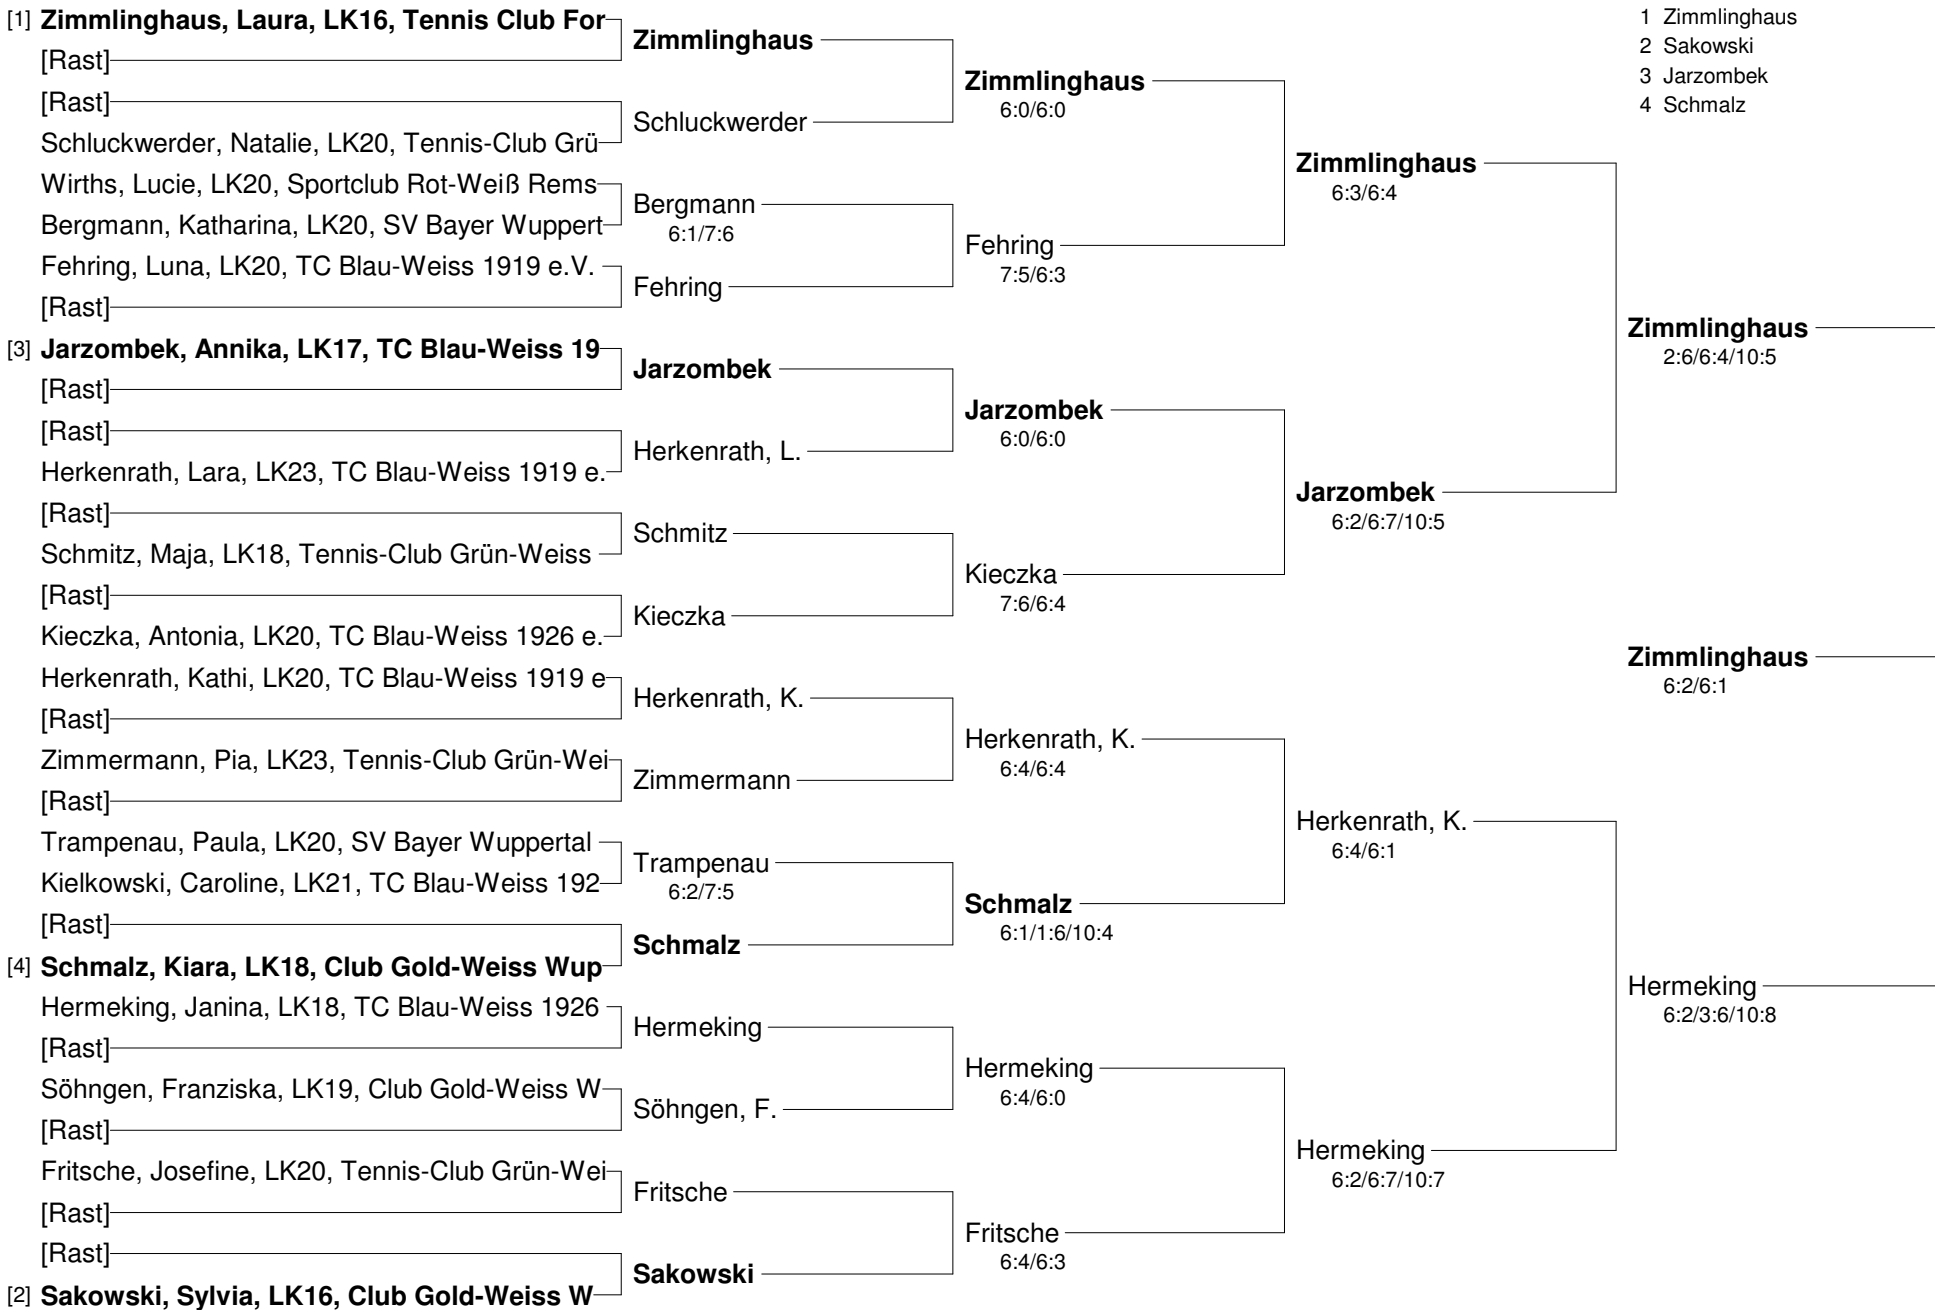 [1] Zimmlinghaus, Laura, LK16, Tennis Club For
[Rast]
[Rast]
Schluckwerder, Natalie, LK20, Tennis-Club Grü
Wirths, Lucie, LK20, Sportclub Rot-Weiß Rems
Bergmann, Katharina, LK20, SV Bayer Wuppert
Fehring, Luna, LK20, TC Blau-Weiss 1919 e.V.
[Rast]
[3] Jarzombek, Annika, LK17, TC Blau-Weiss 19
[Rast]
[Rast]
Herkenrath, Lara, LK23, TC Blau-Weiss 1919 e.
[Rast]
Schmitz, Maja, LK18, Tennis-Club Grün-Weiss
[Rast]
Kieczka, Antonia, LK20, TC Blau-Weiss 1926 e.
Herkenrath, Kathi, LK20, TC Blau-Weiss 1919 e
[Rast]
Zimmermann, Pia, LK23, Tennis-Club Grün-Wei
[Rast]
Trampenau, Paula, LK20, SV Bayer Wuppertal
Kielkowski, Caroline, LK21, TC Blau-Weiss 192
[Rast]
[4] Schmalz, Kiara, LK18, Club Gold-Weiss Wup
Hermeking, Janina, LK18, TC Blau-Weiss 1926
[Rast]
Söhngen, Franziska, LK19, Club Gold-Weiss W
[Rast]
Fritsche, Josefine, LK20, Tennis-Club Grün-Wei
[Rast]
[Rast]
[2] Sakowski, Sylvia, LK16, Club Gold-Weiss W
Zimmlinghaus
Schluckwerder
Bergmann
6:1/7:6
Fehring
Jarzombek
Herkenrath, L.
Schmitz
Kieczka
Herkenrath, K.
Zimmermann
Trampenau
6:2/7:5
Schmalz
Hermeking
Söhngen, F.
Fritsche
Sakowski
Zimmlinghaus
6:0/6:0
Fehring
7:5/6:3
Jarzombek
6:0/6:0
Kieczka
7:6/6:4
Herkenrath, K.
6:4/6:4
Schmalz
6:1/1:6/10:4
Hermeking
6:4/6:0
Fritsche
6:4/6:3
Zimmlinghaus
6:3/6:4
Jarzombek
6:2/6:7/10:5
Herkenrath, K.
6:4/6:1
Hermeking
6:2/6:7/10:7
1 Zimmlinghaus
2 Sakowski
3 Jarzombek
4 Schmalz
Zimmlinghaus
2:6/6:4/10:5
Zimmlinghaus
6:2/6:1
Hermeking
6:2/3:6/10:8